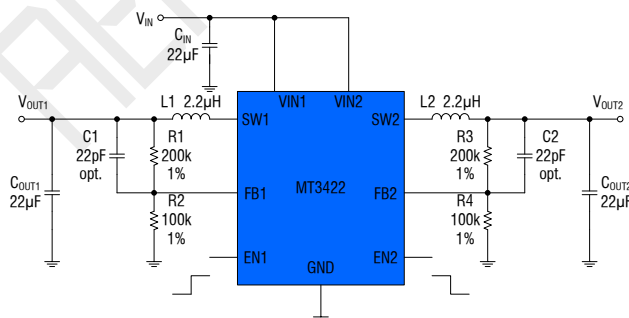 VIN
CIN
22µF
VOUT1
L1 2.2µH
VIN1
VIN2
L2 2.2µH
VOUT2
SW1
SW2
C1
22pF
opt.
R1
200k
1%
R3
200k
1%
C2
22pF
opt.
COUT1
22µF
FB1
MT3422
FB2
COUT2
22µF
R2
100k
1%
R4
100k
1%
EN1
EN2
GND